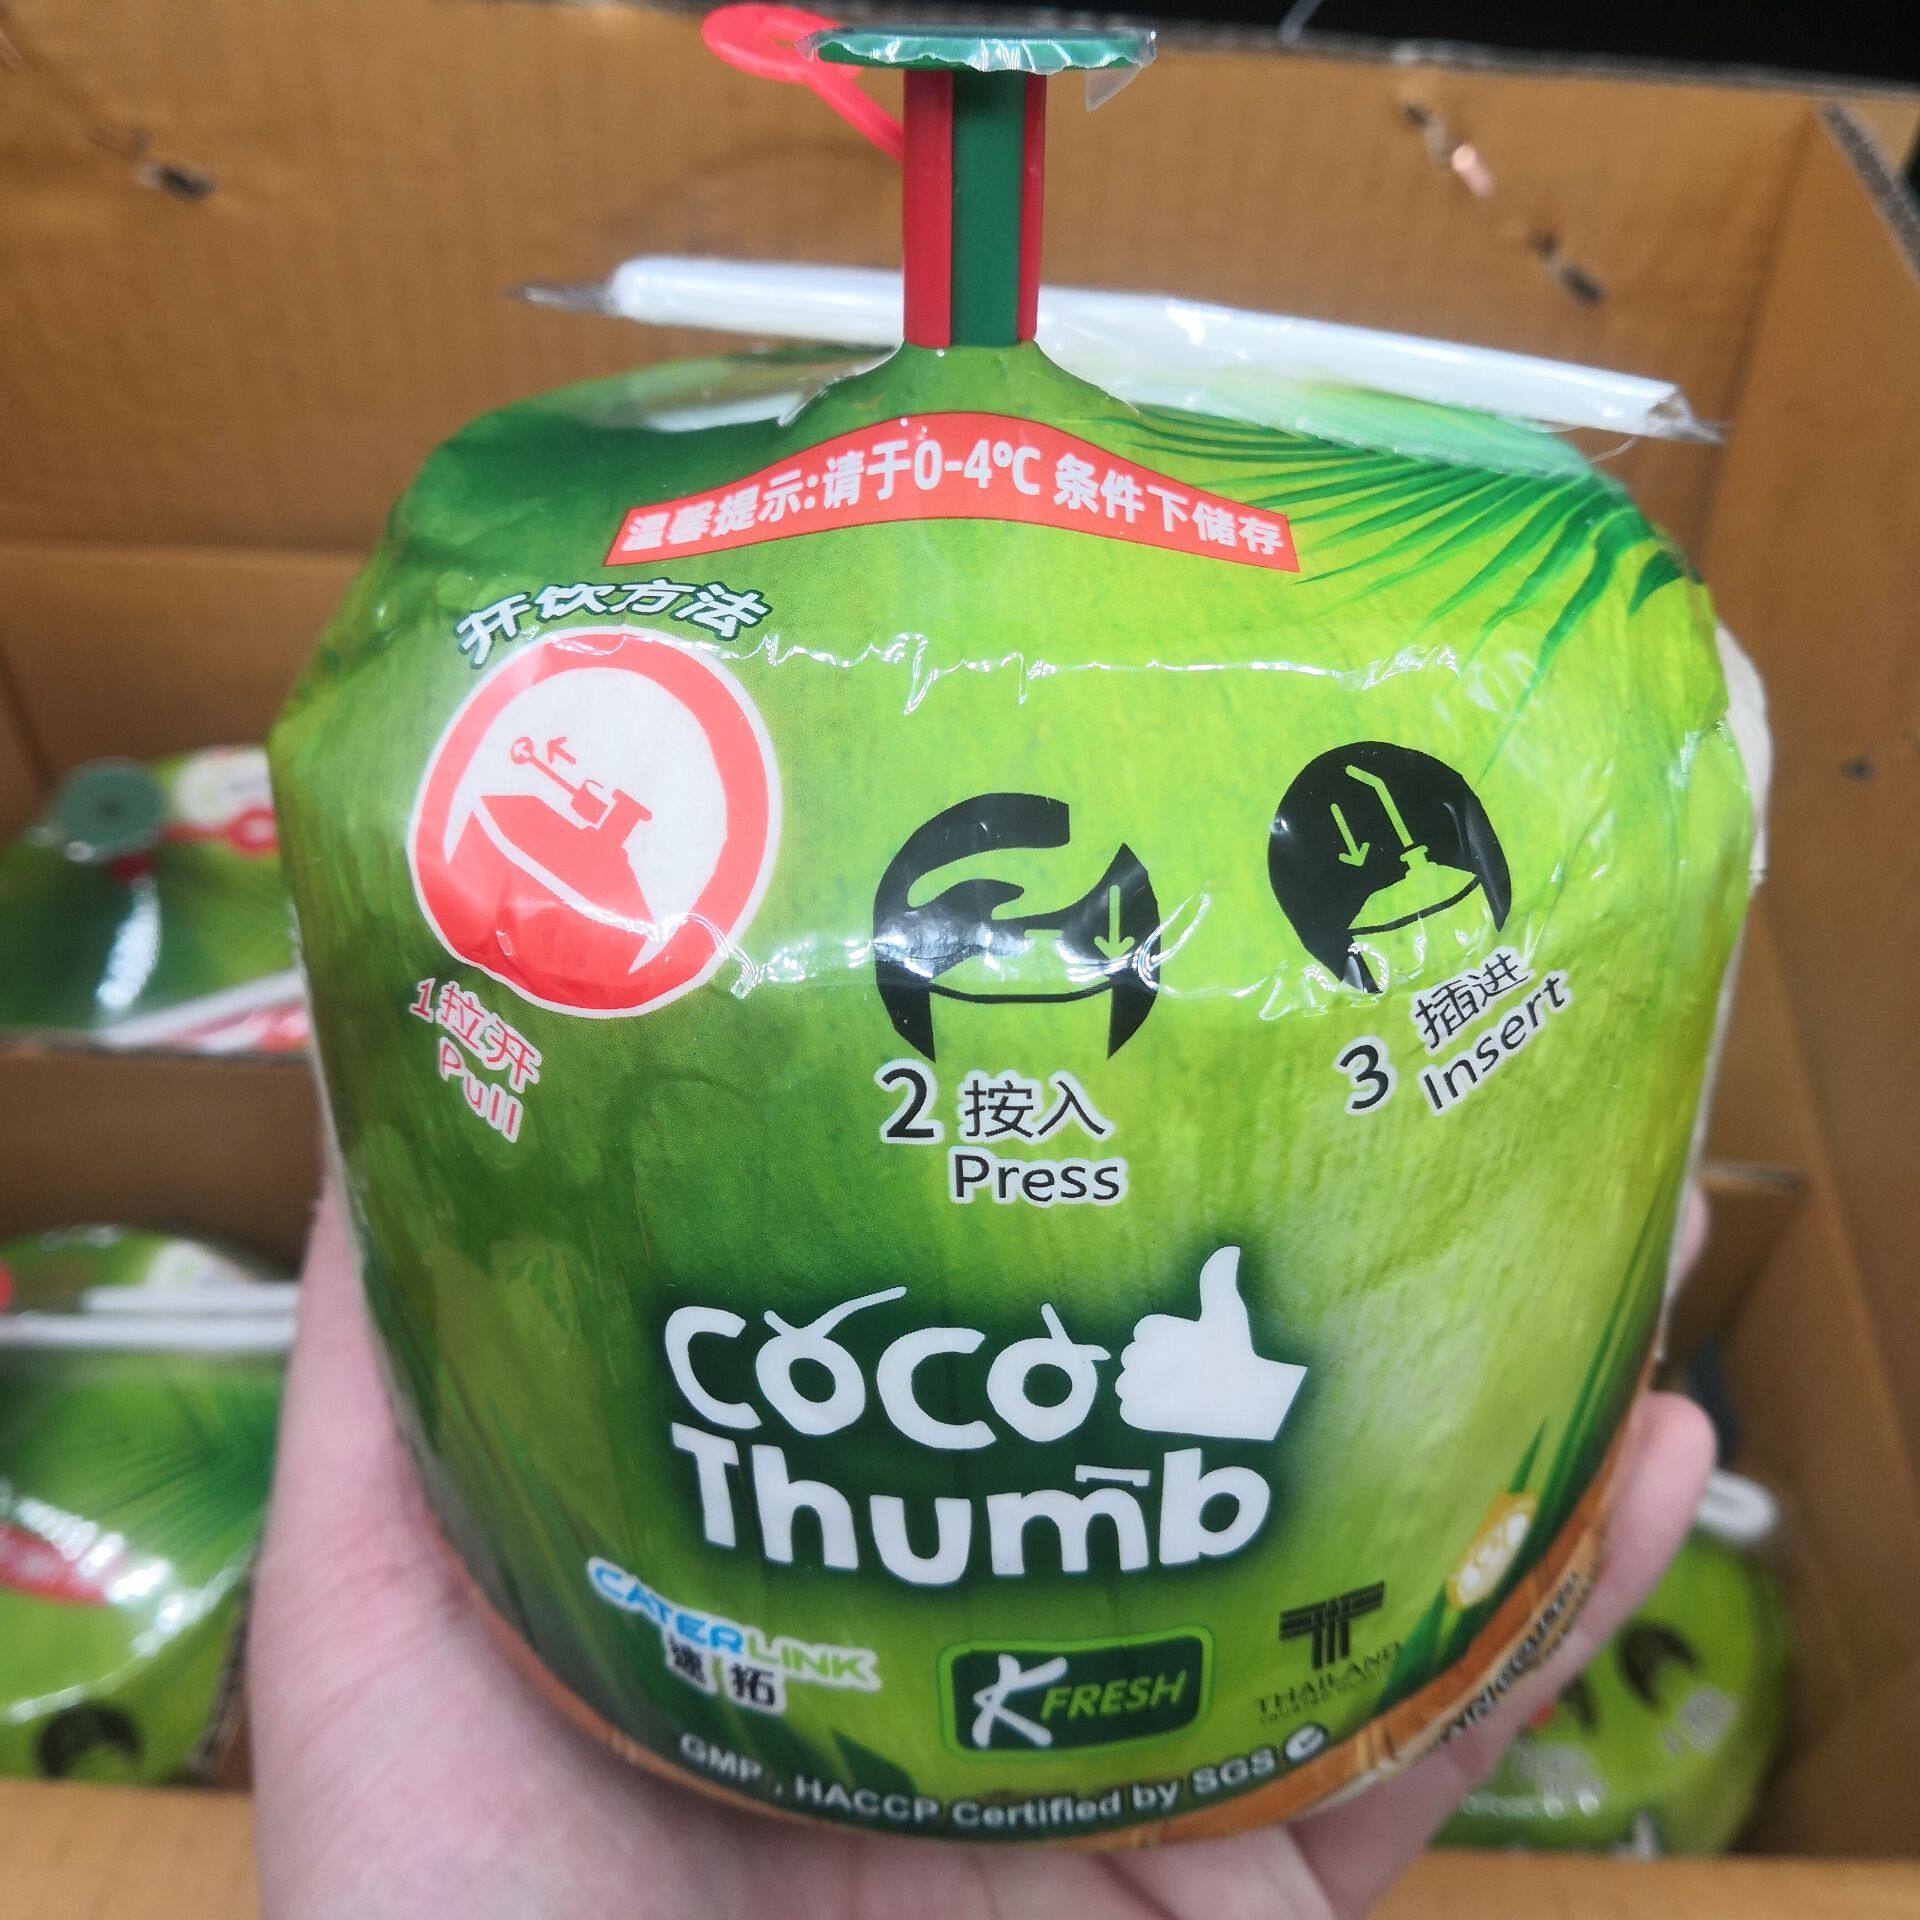 温馨提示:请于0-4℃ 条件下储存
开饮方法
1 拉开
Pull
2 按入
Press
3 插进
Insert
Coco
Thumb
CATERLINK
K FRESH
THAILAND
GMP , HACCP Certified by SGS